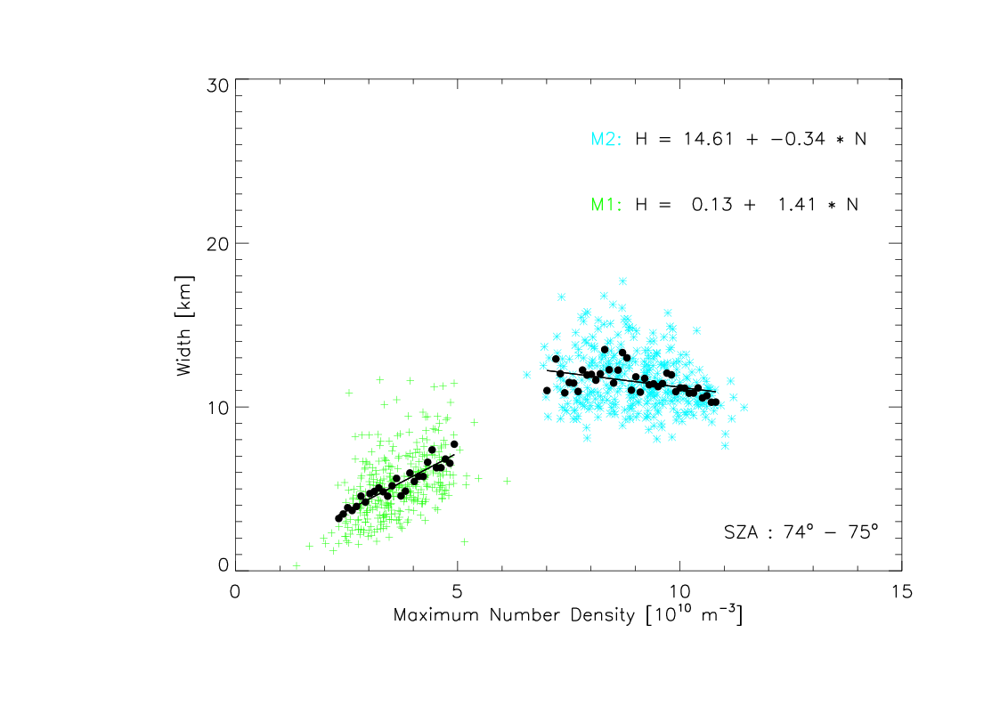 30
M2: H = 14.61 + −0.34 * N
M1: H = 0.13 + 1.41 * N
20
Width [km]
10
SZA : 74° − 75°
0
0 5 10 15
Maximum Number Density [10¹⁰ m⁻³]